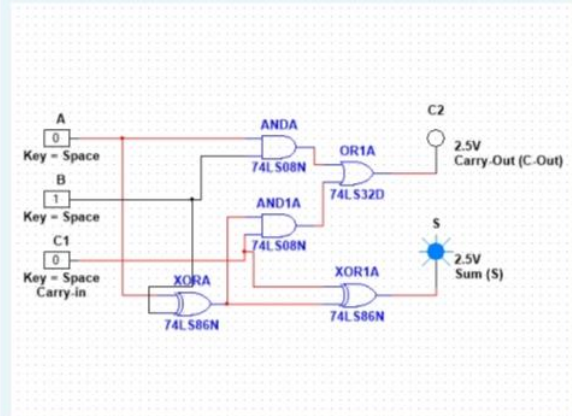 A
0
Key = Space
B
1
Key = Space
C1
0
Key = Space
Carry-in
ANDA
74LS08N
AND1A
74LS08N
XORA
74LS86N
OR1A
74LS32D
XOR1A
74LS86N
C2
2.5V
Carry-Out (C-Out)
S
2.5V
Sum (S)